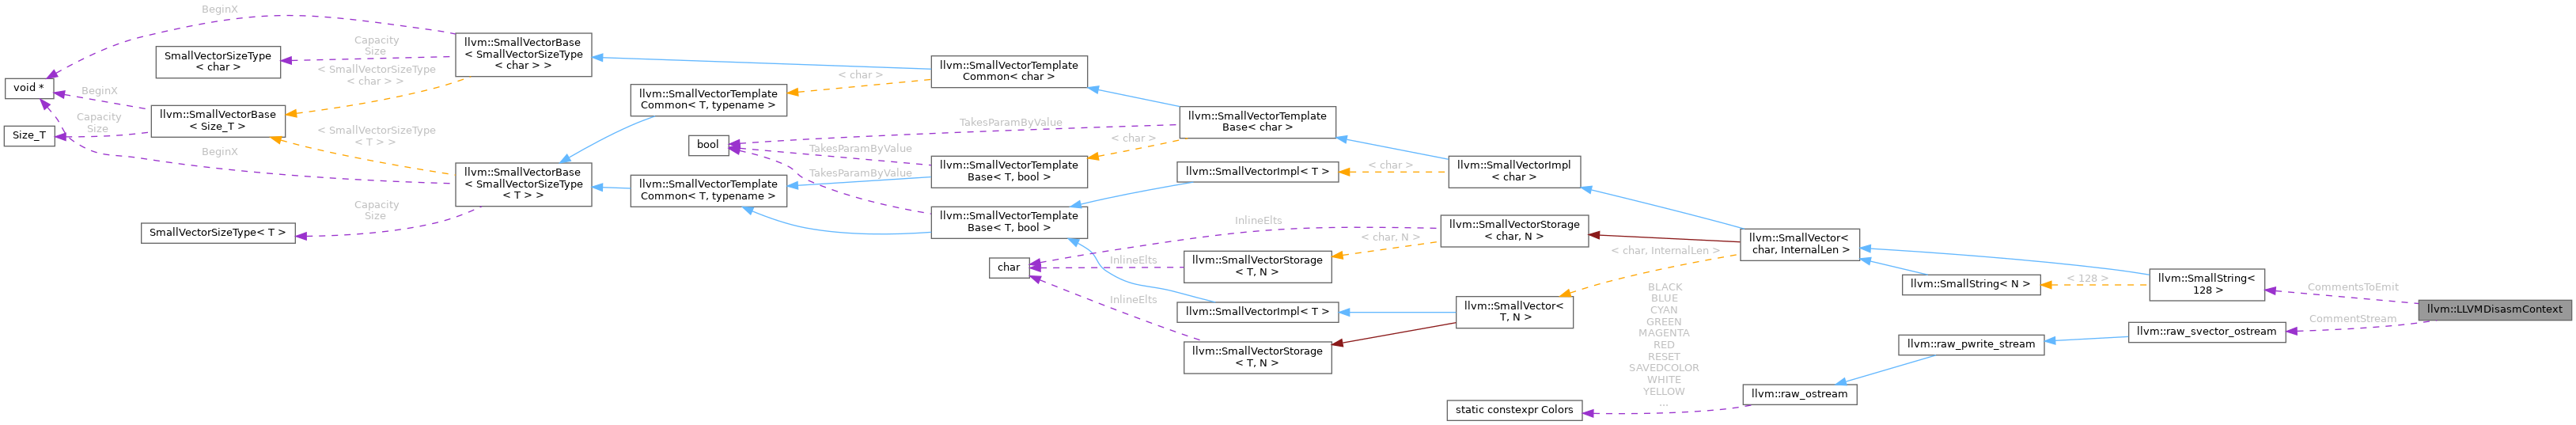 BeginX
SmallVectorSizeType
< char >
Capacity
Size
llvm::SmallVectorBase
< SmallVectorSizeType
< char > >
< SmallVectorSizeType
< char > >
void *
BeginX
llvm::SmallVectorBase
< Size_T >
Capacity
Size
Size_T
< SmallVectorSizeType
< T > >
BeginX
llvm::SmallVectorBase
< SmallVectorSizeType
< T > >
Capacity
Size
SmallVectorSizeType< T >
llvm::SmallVectorTemplate
Common< T, typename >
< char >
llvm::SmallVectorTemplate
Common< char >
bool
TakesParamByValue
TakesParamByValue
TakesParamByValue
llvm::SmallVectorTemplate
Common< T, typename >
llvm::SmallVectorTemplate
Base< char >
< char >
llvm::SmallVectorTemplate
Base< T, bool >
llvm::SmallVectorTemplate
Base< T, bool >
llvm::SmallVectorImpl< T >
< char >
llvm::SmallVectorImpl
< char >
InlineElts
llvm::SmallVectorStorage
< char, N >
< char, N >
char
InlineElts
llvm::SmallVectorStorage
< T, N >
InlineElts
llvm::SmallVectorImpl< T >
llvm::SmallVectorStorage
< T, N >
llvm::SmallVector<
T, N >
< char, InternalLen >
llvm::SmallVector<
char, InternalLen >
llvm::SmallString< N >
< 128 >
llvm::SmallString<
128 >
CommentsToEmit
llvm::LLVMDisasmContext
CommentStream
llvm::raw_svector_ostream
llvm::raw_pwrite_stream
llvm::raw_ostream
BLACK
BLUE
CYAN
GREEN
MAGENTA
RED
RESET
SAVEDCOLOR
WHITE
YELLOW
...
static constexpr Colors